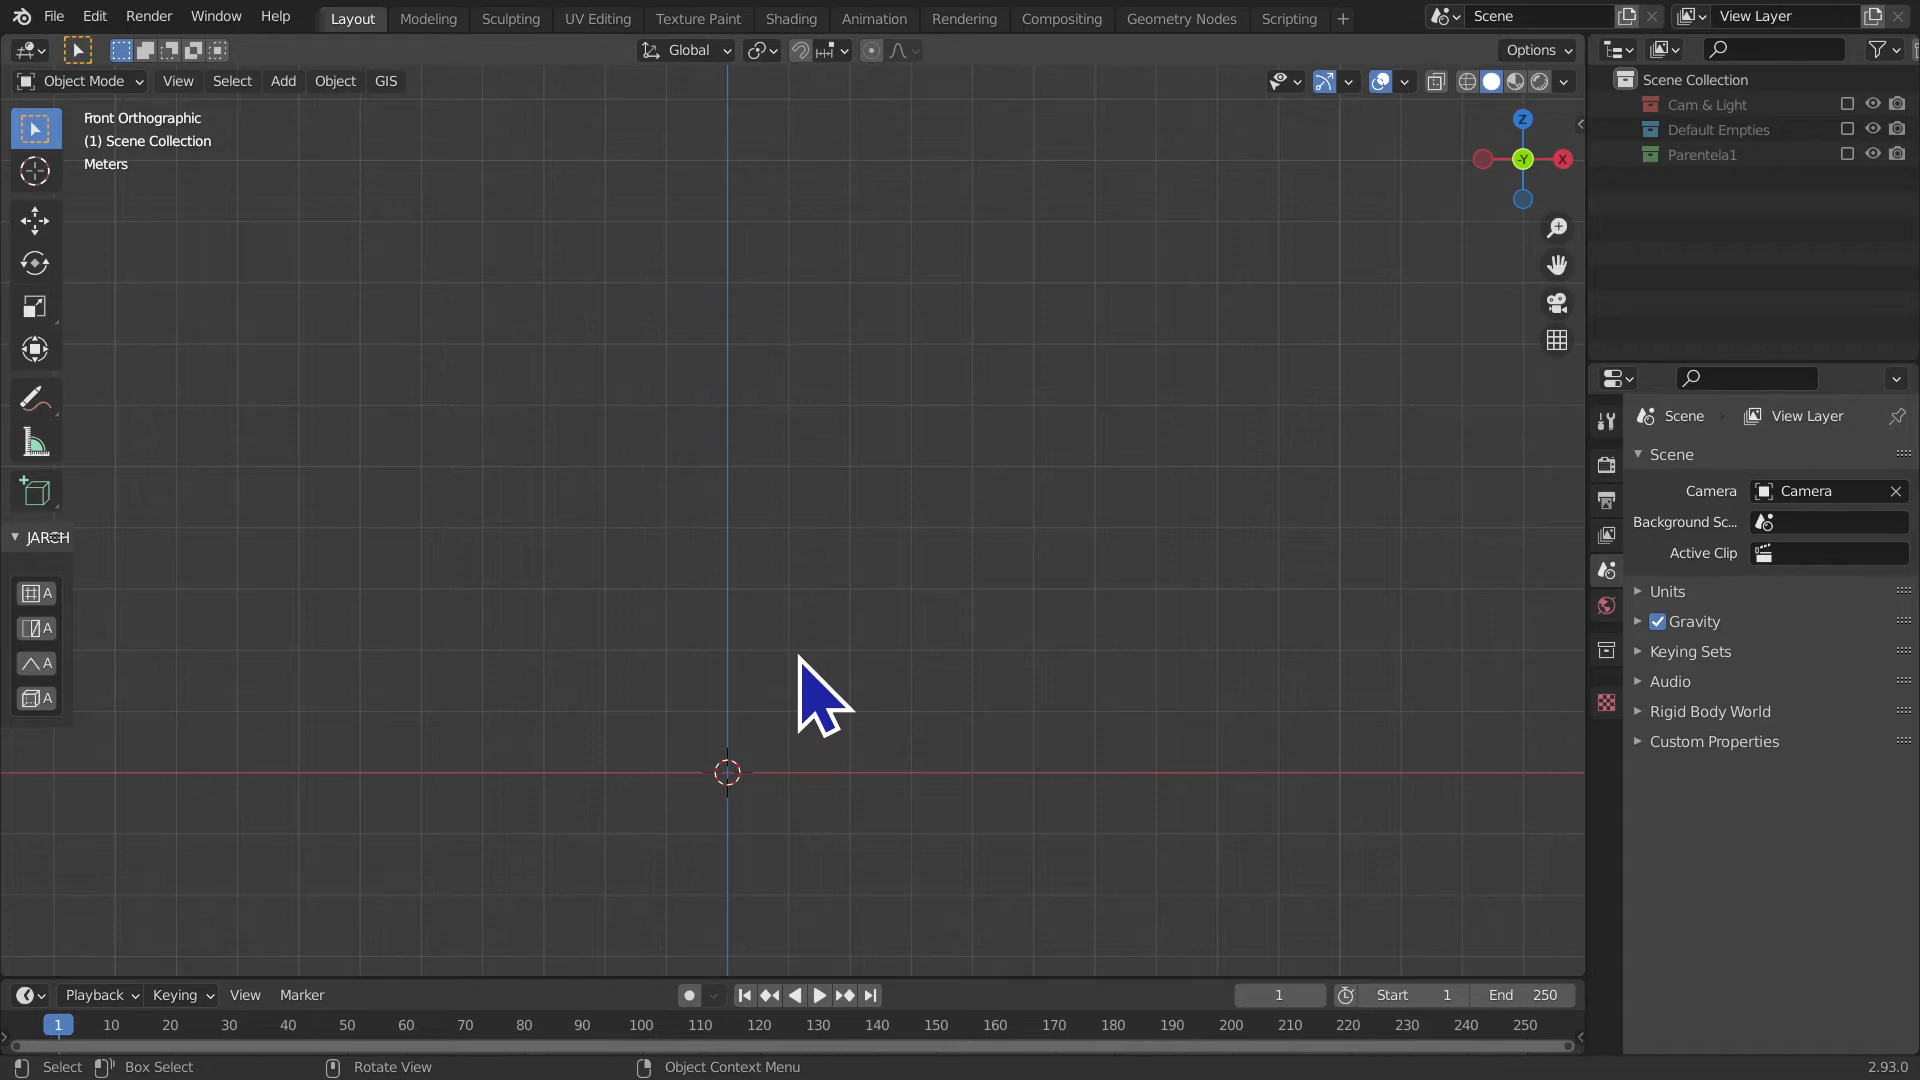 File Edit Render Window Help Layout Modeling Sculpting UV Editing Texture Paint Shading Animation Rendering Compositing Geometry Nodes Scripting + Scene View Layer
Global Options
Object Mode View Select Add Object GIS
Front Orthographic
(1) Scene Collection
Meters
Z
-Y
X
JARCH
A
A
A
A
Scene Collection
Cam & Light
Default Empties
Parentela1
Scene View Layer
Scene
Camera Camera
Background Sc...
Active Clip
Units
Gravity
Keying Sets
Audio
Rigid Body World
Custom Properties
Playback Keying View Marker 1 Start 1 End 250
1 10 20 30 40 50 60 70 80 90 100 110 120 130 140 150 160 170 180 190 200 210 220 230 240 250
Select Box Select Rotate View Object Context Menu 2.93.0